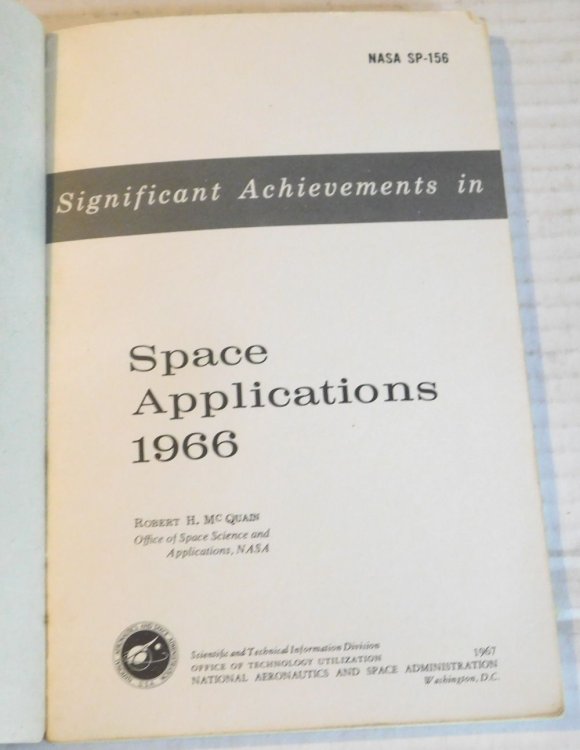 NASA SP-156
Significant Achievements in
Space
Applications
1966
ROBERT H. MC QUAIN
Office of Space Science and
Applications, NASA
Scientific and Technical Information Division
OFFICE OF TECHNOLOGY UTILIZATION
1967
NATIONAL AERONAUTICS AND SPACE ADMINISTRATION
Washington, D.C.